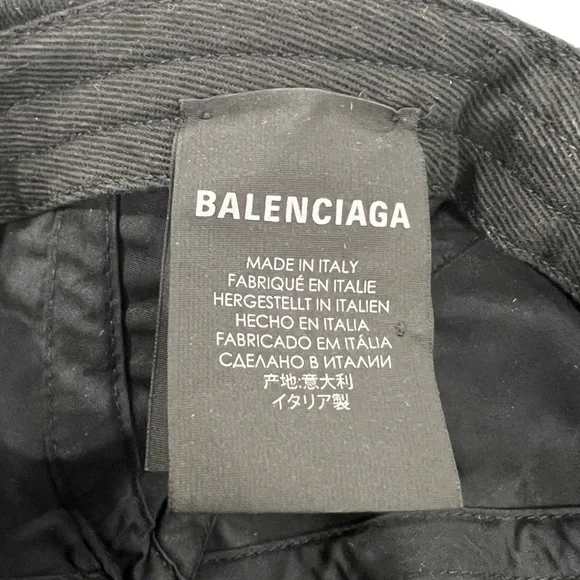 BALENCIAGA
MADE IN ITALY
FABRIQUÉ EN ITALIE
HERGESTELLT IN ITALIEN
HECHO EN ITALIA
FABRICADO EM ITÁLIA
СДЕЛАНО В ИТАЛИИ
产地:意大利
イタリア製